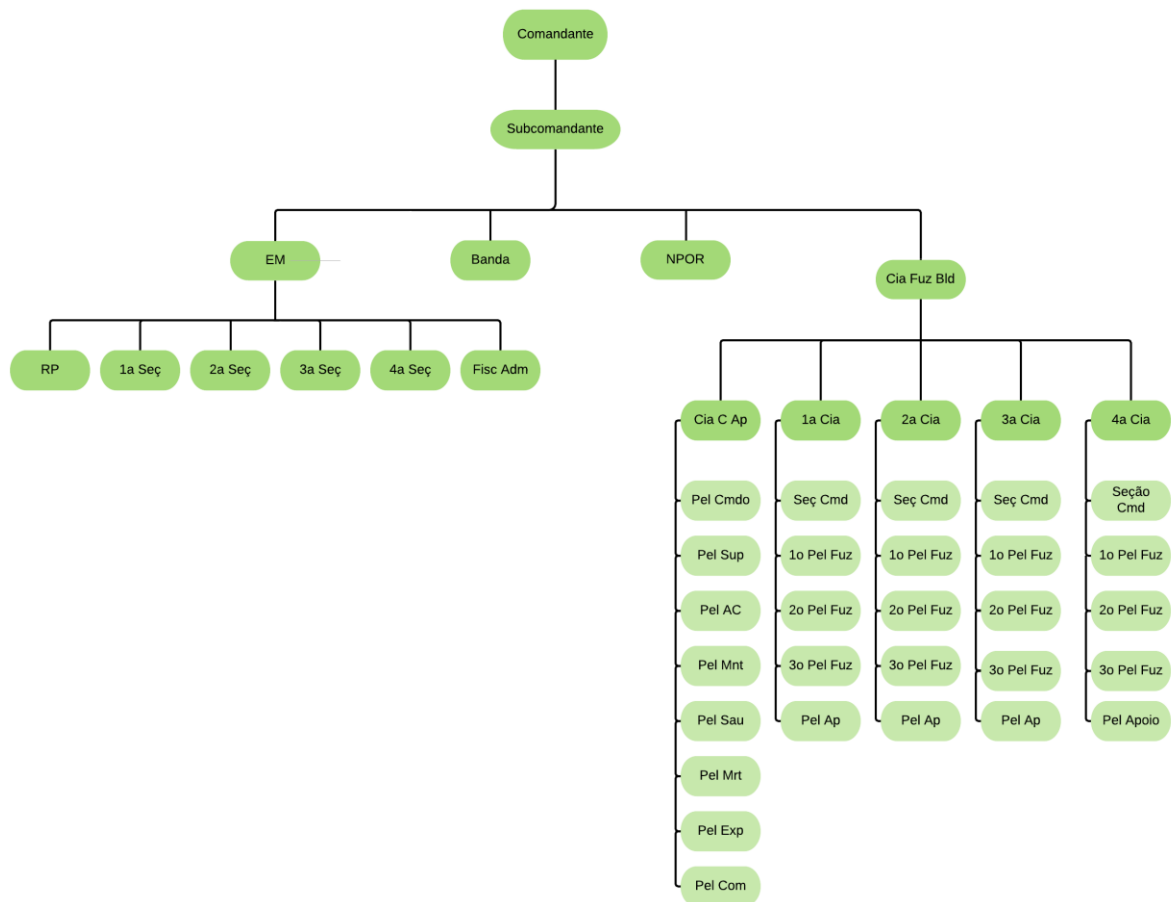 Comandante
Subcomandante
EM
Banda
NPOR
Cia Fuz Bld
RP
1a Seç
2a Seç
3a Seç
4a Seç
Fisc Adm
Cia C Ap
1a Cia
2a Cia
3a Cia
4a Cia
Pel Cmdo
Seç Cmd
Seç Cmd
Seç Cmd
Seção
Cmd
Pel Sup
1o Pel Fuz
1o Pel Fuz
1o Pel Fuz
1o Pel Fuz
Pel AC
2o Pel Fuz
2o Pel Fuz
2o Pel Fuz
2o Pel Fuz
Pel Mnt
3o Pel Fuz
3o Pel Fuz
3o Pel Fuz
3o Pel Fuz
Pel Sau
Pel Ap
Pel Ap
Pel Ap
Pel Apoio
Pel Mrt
Pel Exp
Pel Com